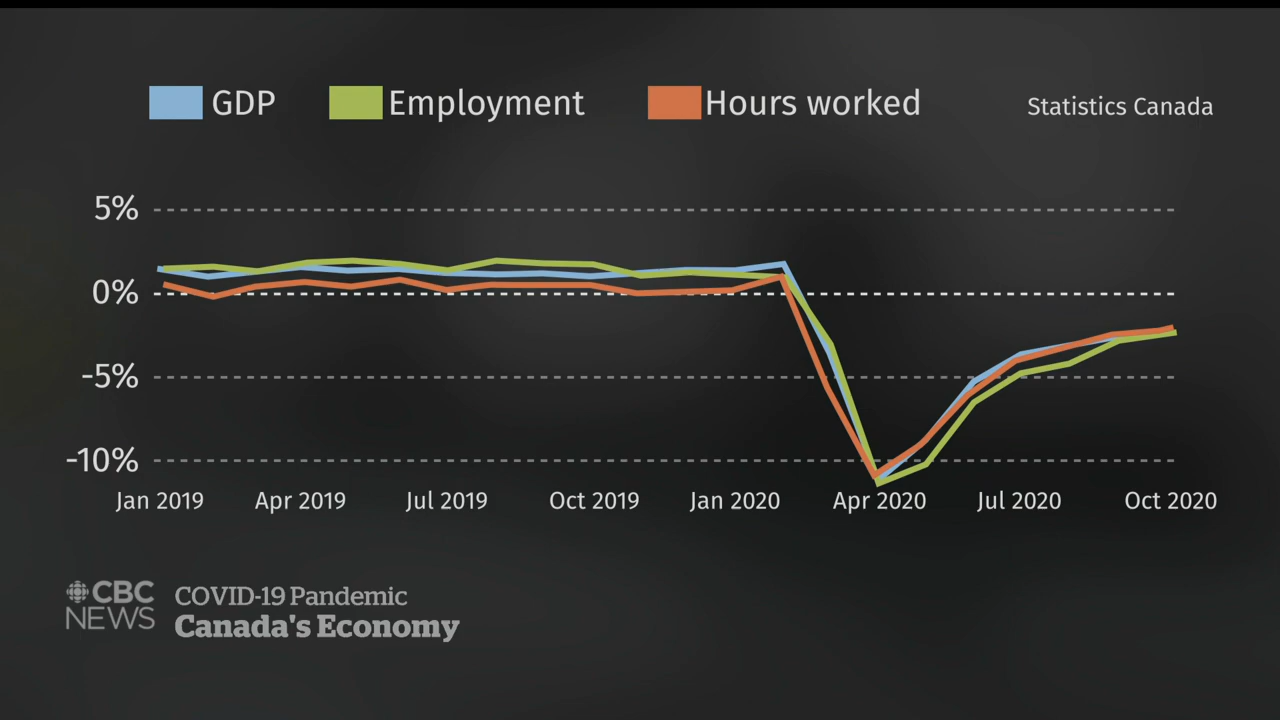 GDP Employment Hours worked Statistics Canada
5%
0%
-5%
-10%
Jan 2019 Apr 2019 Jul 2019 Oct 2019 Jan 2020 Apr 2020 Jul 2020 Oct 2020
CBC
NEWS
COVID-19 Pandemic
Canada's Economy